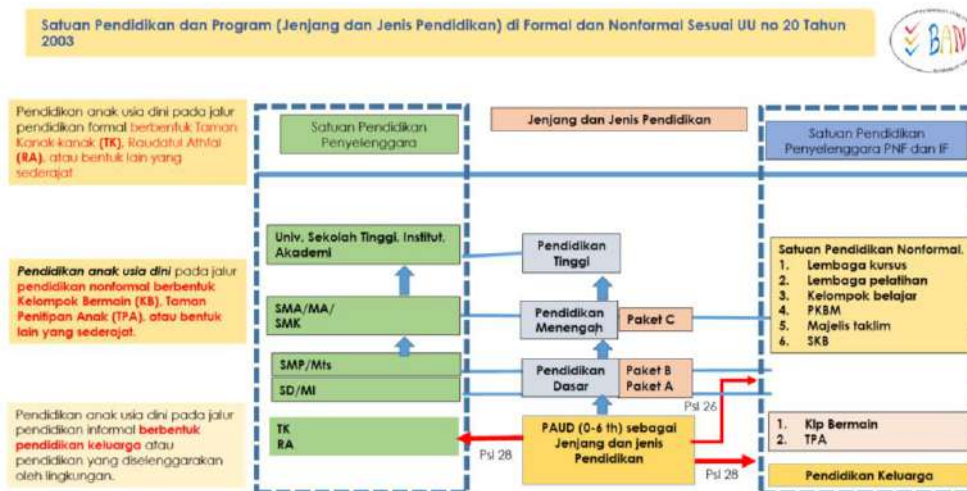 Satuan Pendidikan dan Program (Jenjang dan Jenis Pendidikan) di Formal dan Nonformal Sesuai UU no 20 Tahun
2003
BAN
Pendidikan anak usia dini pada jalur
pendidikan formal berbentuk Taman
Kanak-kanak (TK), Raudatul Athfal
(RA), atau bentuk lain yang
sederajat
Pendidikan anak usia dini pada jalur
pendidikan nonformal berbentuk
Kelompok Bermain (KB), Taman
Penitipan Anak (TPA), atau bentuk
lain yang sederajat.
Pendidikan anak usia dini pada jalur
pendidikan informal berbentuk
pendidikan keluarga atau
pendidikan yang diselenggarakan
oleh lingkungan.
Satuan Pendidikan
Penyelenggara
Univ. Sekolah Tinggi, Institut,
Akademi
SMA/MA/
SMK
SMP/Mts
SD/MI
TK
RA
Jenjang dan Jenis Pendidikan
Pendidikan
Tinggi
Pendidikan
Menengah
Paket C
Pendidikan
Dasar
Paket B
Paket A
Psl 26
PAUD (0-6 th) sebagai
Jenjang dan jenis
Pendidikan
Psl 28
Psl 28
Satuan Pendidikan
Penyelenggara PNF dan IF
Satuan Pendidikan Nonformal.
1. Lembaga kursus
2. Lembaga pelatihan
3. Kelompok belajar
4. PKBM
5. Majelis taklim
6. SKB
1. Klp Bermain
2. TPA
Pendidikan Keluarga